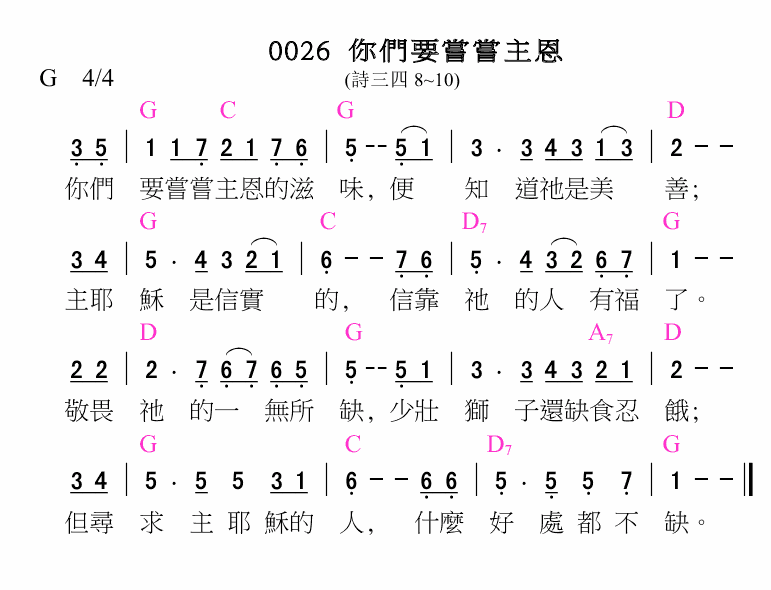 0026 你們要嘗嘗主恩
G 4/4 (詩三四 8~10)
G C G D
3 5 | 1 1 7 2 1 7 6 | 5 - - 5 1 | 3 · 3 4 3 1 3 | 2 - -
你們 要嘗嘗主恩的滋 味, 便 知 道祂是美 善;
G C D7 G
3 4 | 5 · 4 3 2 1 | 6 - - 7 6 | 5 · 4 3 2 6 7 | 1 - -
主耶 穌 是信實 的, 信靠 祂 的人 有福 了。
D G A7 D
2 2 | 2 · 7 6 7 6 5 | 5 - - 5 1 | 3 · 3 4 3 2 1 | 2 - -
敬畏 祂 的一 無所 缺, 少壯 獅 子還缺食忍 餓;
G C D7 G
3 4 | 5 · 5 5 3 1 | 6 - - 6 6 | 5 · 5 5 7 | 1 - - ‖
但尋 求 主 耶 穌的 人, 什麼 好 處 都 不 缺。